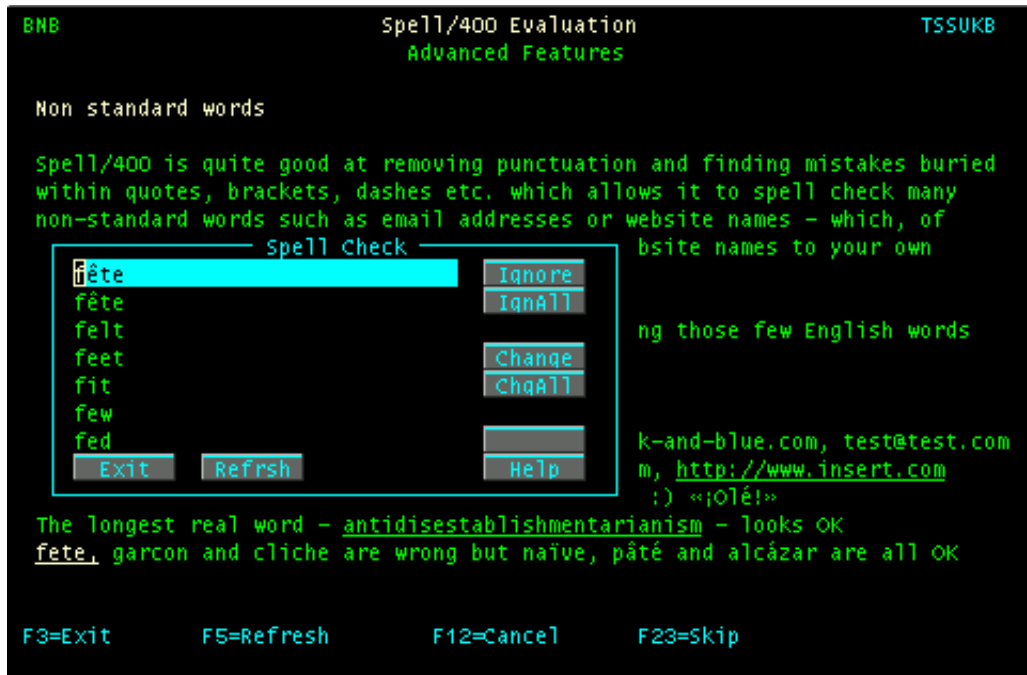 BNB Spell/400 Evaluation TSSUKB
Advanced Features
Non standard words
Spell/400 is quite good at removing punctuation and finding mistakes buried
within quotes, brackets, dashes etc. which allows it to spell check many
non-standard words such as email addresses or website names - which, of
Spell Check bsite names to your own
fête Ignore
fête IgnAll
felt ng those few English words
feet Change
fit ChgAll
few
fed k-and-blue.com, test@test.com
Exit Refrsh Help m, http://www.insert.com
:) «¡Olé!»
The longest real word - antidisestablishmentarianism - looks OK
fete, garcon and cliche are wrong but naïve, pâté and alcázar are all OK
F3=Exit F5=Refresh F12=Cancel F23=Skip